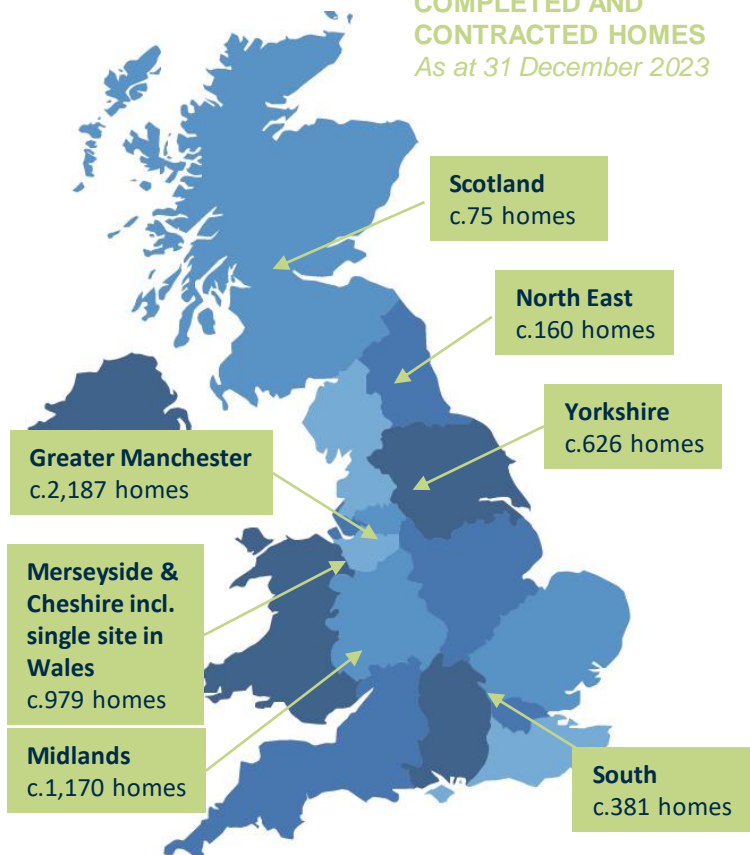 COMPLETED AND
CONTRACTED HOMES
As at 31 December 2023
Scotland
c.75 homes
North East
c.160 homes
Yorkshire
c.626 homes
Greater Manchester
c.2,187 homes
Merseyside &
Cheshire incl.
single site in
Wales
c.979 homes
Midlands
c.1,170 homes
South
c.381 homes